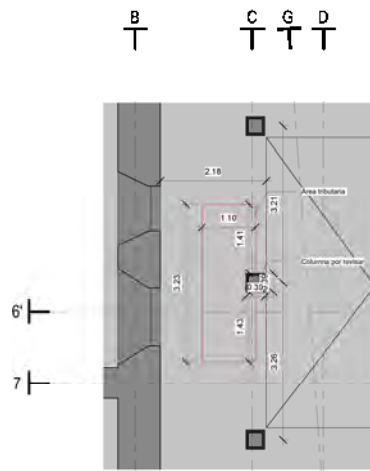 B
C
G
D
2.18
Area tributaria
1.10
3.21
1.41
3.23
Columna por revisar
0.30
6'
1.43
3.26
7